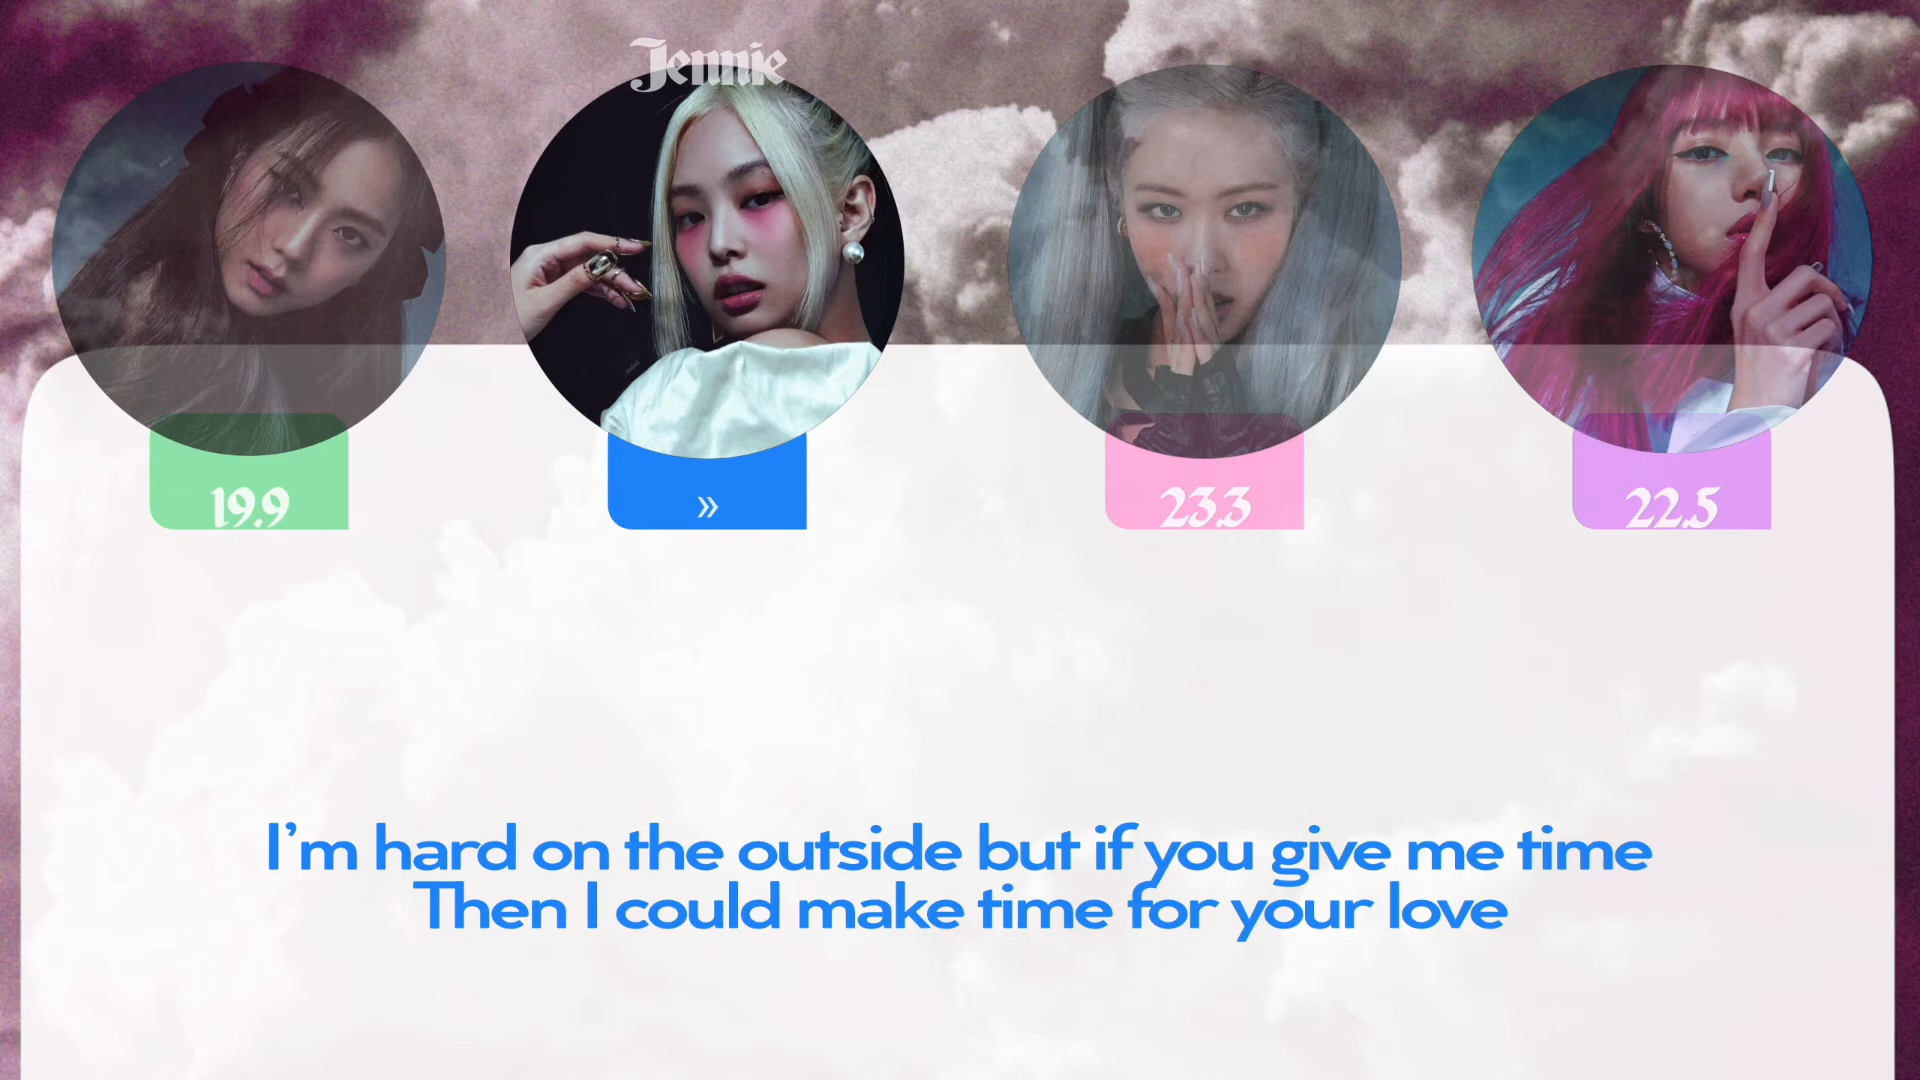 Jennie
19.9
»
23.3
22.5
I'm hard on the outside but if you give me time
Then I could make time for your love